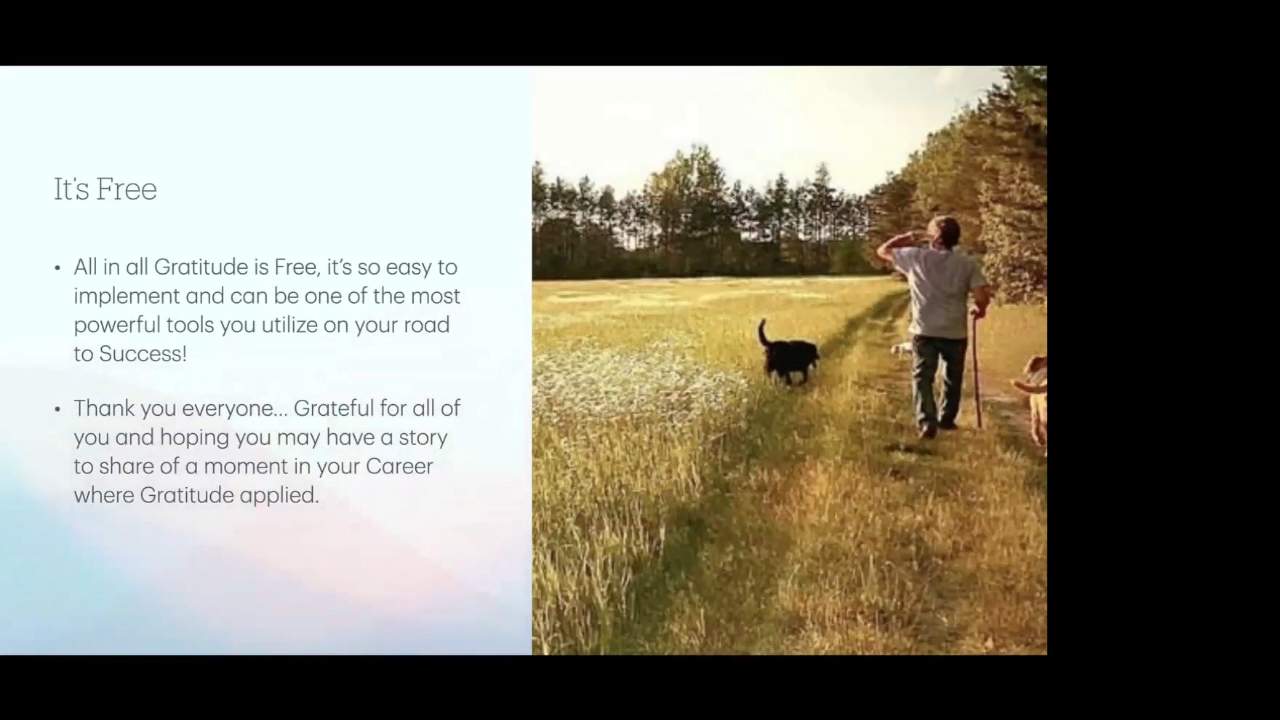 It's Free
• All in all Gratitude is Free, it's so easy to
implement and can be one of the most
powerful tools you utilize on your road
to Success!
• Thank you everyone... Grateful for all of
you and hoping you may have a story
to share of a moment in your Career
where Gratitude applied.